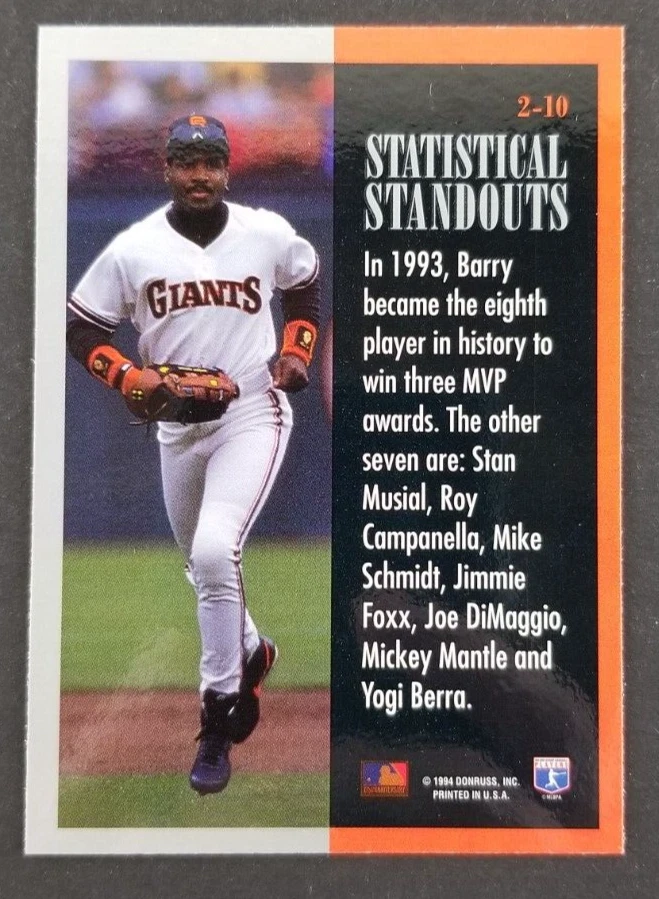 2-10
STATISTICAL
STANDOUTS
In 1993, Barry
became the eighth
player in history to
win three MVP
awards. The other
seven are: Stan
Musial, Roy
Campanella, Mike
Schmidt, Jimmie
Foxx, Joe DiMaggio,
Mickey Mantle and
Yogi Berra.
GIANTS
© 1994 DONRUSS, INC.
PRINTED IN U.S.A.
PLAYERS
© MLBPA